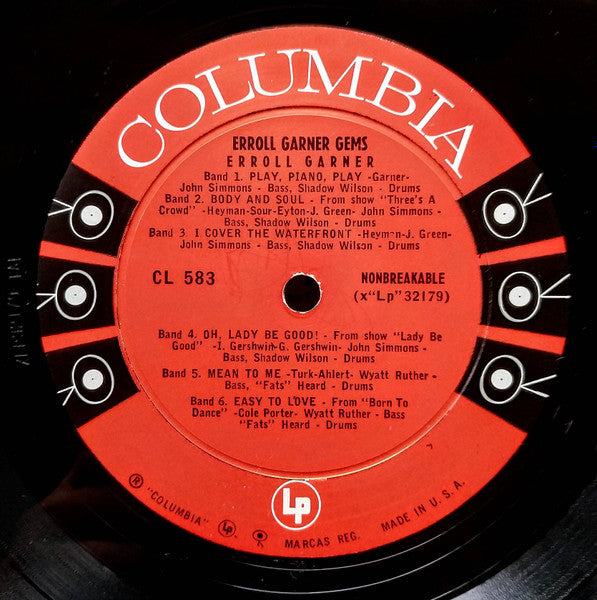 COLUMBIA
ERROLL GARNER GEMS
ERROLL GARNER
Band 1. PLAY, PIANO, PLAY -Garner-
John Simmons - Bass, Shadow Wilson - Drums
Band 2. BODY AND SOUL - From show "Three's A
Crowd" -Heyman-Sour-Eyton-J. Green- John Simmons -
Bass, Shadow Wilson - Drums
Band 3. I COVER THE WATERFRONT -Heyman-J. Green-
John Simmons - Bass, Shadow Wilson - Drums
CL 583
NONBREAKABLE
(x"Lp"32179)
Band 4. OH, LADY BE GOOD! - From show "Lady Be
Good" -I. Gershwin-G. Gershwin- John Simmons -
Bass, Shadow Wilson - Drums
Band 5. MEAN TO ME -Turk-Ahlert- Wyatt Ruther -
Bass, "Fats" Heard - Drums
Band 6. EASY TO LOVE - From "Born To
Dance" -Cole Porter- Wyatt Ruther - Bass
"Fats" Heard - Drums
Lp
® "COLUMBIA" Lp MARCAS REG. MADE IN U.S.A.